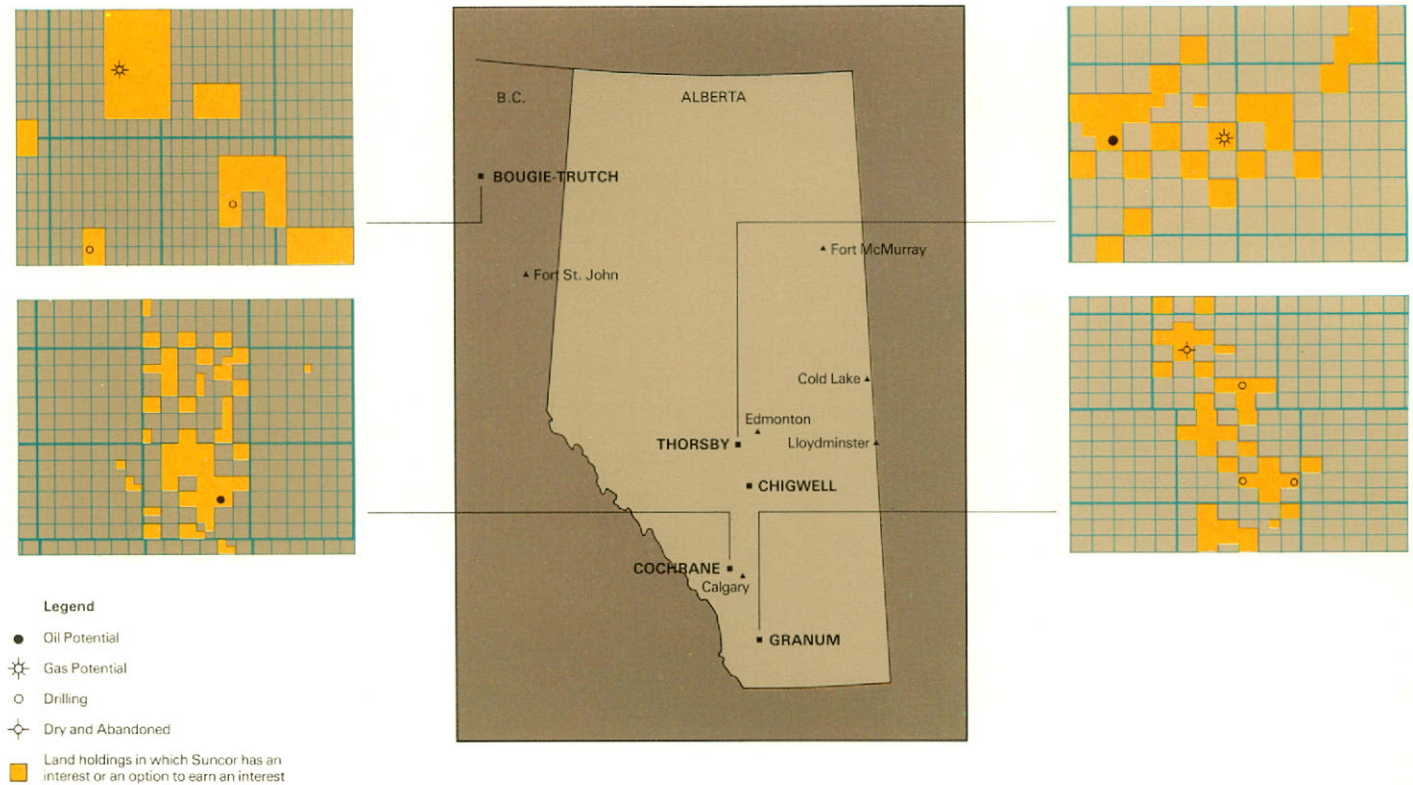 B.C.
ALBERTA
BOUGIE-TRUTCH
Fort McMurray
Fort St. John
Cold Lake
Edmonton
THORSBY
Lloydminster
CHIGWELL
COCHRANE
Calgary
GRANUM
Legend
Oil Potential
Gas Potential
Drilling
Dry and Abandoned
Land holdings in which Suncor has an
interest or an option to earn an interest